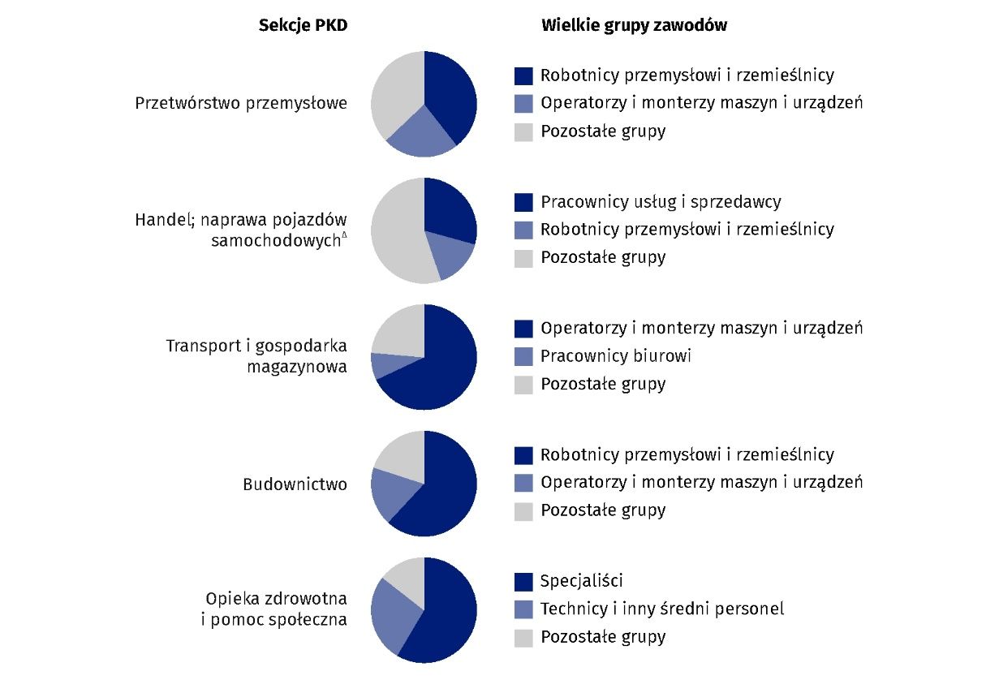 Sekcje PKD
Wielkie grupy zawodów
Przetwórstwo przemysłowe
Robotnicy przemysłowi i rzemieślnicy
Operatorzy i monterzy maszyn i urządzeń
Pozostałe grupy
Handel; naprawa pojazdów
samochodowych∆
Pracownicy usług i sprzedawcy
Robotnicy przemysłowi i rzemieślnicy
Pozostałe grupy
Transport i gospodarka
magazynowa
Operatorzy i monterzy maszyn i urządzeń
Pracownicy biurowi
Pozostałe grupy
Budownictwo
Robotnicy przemysłowi i rzemieślnicy
Operatorzy i monterzy maszyn i urządzeń
Pozostałe grupy
Opieka zdrowotna
i pomoc społeczna
Specjaliści
Technicy i inny średni personel
Pozostałe grupy